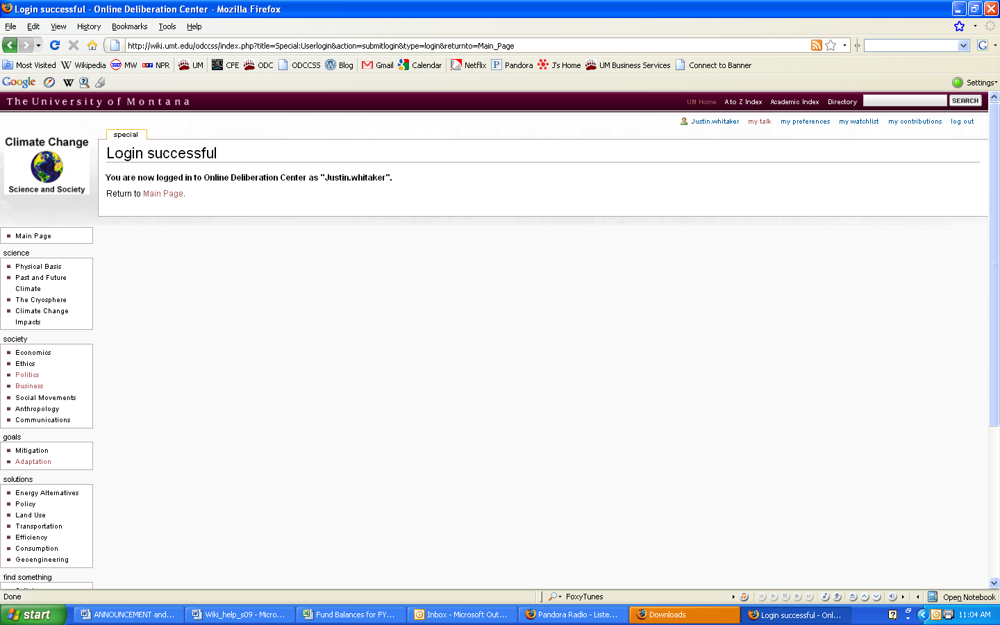 Login successful - Online Deliberation Center - Mozilla Firefox
File Edit View History Bookmarks Tools Help
http://wiki.umt.edu/odccss/index.php?title=Special:Userlogin&action=submitlogin&type=login&returnto=Main_Page
Most Visited Wikipedia MW NPR UM CFE ODC ODCCSS Blog Gmail Calendar Netflix Pandora J's Home UM Business Services Connect to Banner
Google Settings
The University of Montana UM Home A to Z Index Academic Index Directory SEARCH
Justin.whitaker my talk my preferences my watchlist my contributions log out
special
Climate Change
Science and Society
Login successful
You are now logged in to Online Deliberation Center as "Justin.whitaker".
Return to Main Page.
Main Page
science
Physical Basis
Past and Future
Climate
The Cryosphere
Climate Change
Impacts
society
Economics
Ethics
Politics
Business
Social Movements
Anthropology
Communications
goals
Mitigation
Adaptation
solutions
Energy Alternatives
Policy
Land Use
Transportation
Efficiency
Consumption
Geoengineering
find something
Done FoxyTunes Open Notebook
start ANNOUNCEMENT and... Wiki_help_s09 - Micro... Fund Balances for FY... Inbox - Microsoft Out... Pandora Radio - Liste... Downloads Login successful - Onl... 11:04 AM